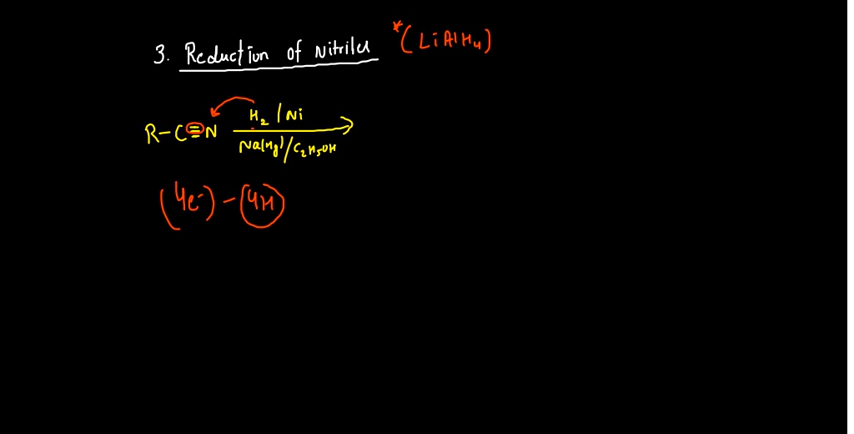 3. Reduction of Nitriles *(LiAlH4)
R-C≡N H2/Ni
Na(Hg)/C2H5OH
(4e-) - (4H)